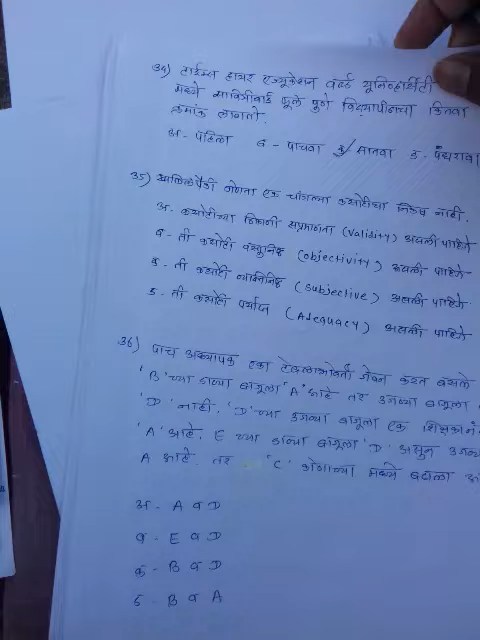 34) टाईम्स हायर एज्युकेशन वर्ल्ड युनिव्हर्सिटी
मध्ये सावित्रीबाई फुले पुणे विद्यापीठाचा कितवा
क्रमांक लागतो.
अ- पहिला ब- पाचवा क/ सातवा ड- पंधरावा
35) खालीलपैकी कोणता एक चांगल्या कसोटीचा निकष नाही.
अ- कसोटीच्या ठिकाणी सप्रमाणता (Validity) असली पाहिजे
ब- ती कसोटी वस्तुनिष्ठ (objectivity) असली पाहिजे
क- ती कसोटी व्यक्तिनिष्ठ (Subjective) असली पाहिजे
ड- ती कसोटी पर्याप्त (Adequacy) असली पाहिजे
36) पाच अध्यापक एका टेबलाभोवती जेवन करत बसले
'B' च्या डाव्या बाजूला 'A' आहे तर उजव्या बाजूला
'D' नाही. 'D' च्या उजव्या बाजूला एक
'A' आहे. E च्या डाव्या बाजूला 'D' असून
A आहे. तर 'C' कोणाच्या मध्ये बसला
अ- A व D
ब- E व D
क- B व D
ड- B व A